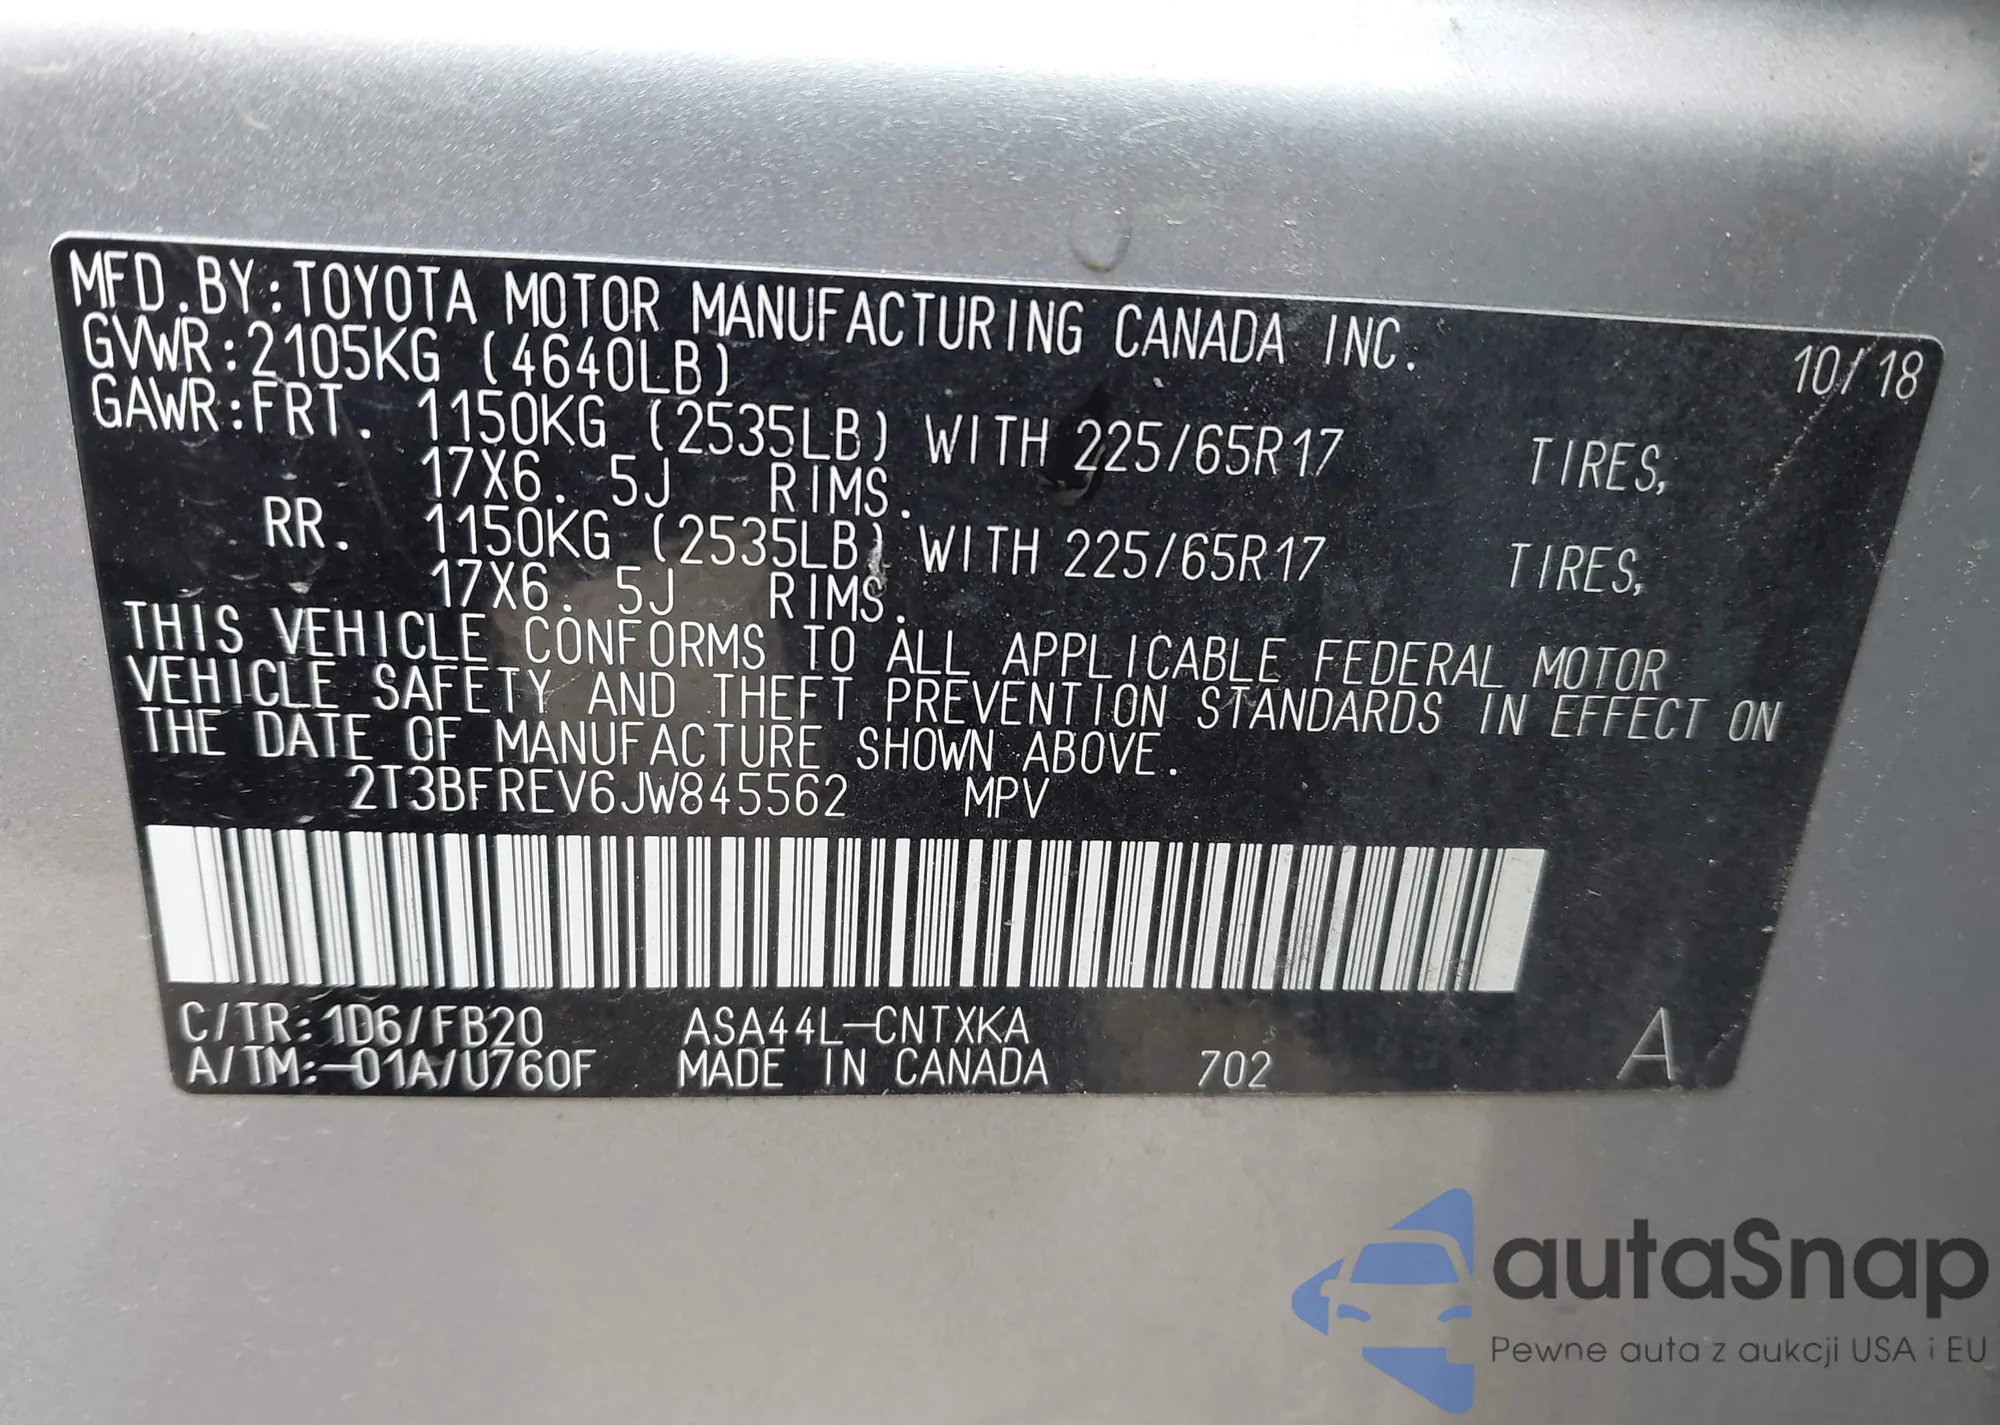 MFD.BY:TOYOTA MOTOR MANUFACTURING CANADA INC. 10/18
GVWR:2105KG (4640LB)
GAWR:FRT. 1150KG (2535LB) WITH 225/65R17 TIRES,
17X6. 5J RIMS.
RR. 1150KG (2535LB) WITH 225/65R17 TIRES,
17X6. 5J RIMS.
THIS VEHICLE CONFORMS TO ALL APPLICABLE FEDERAL MOTOR
VEHICLE SAFETY AND THEFT PREVENTION STANDARDS IN EFFECT ON
THE DATE OF MANUFACTURE SHOWN ABOVE.
2T3BFREV6JW845562 MPV
C/TR:1D6/FB20 ASA44L-CNTXKA
A/TM:-01A/U760F MADE IN CANADA 702 A
autaSnap
Pewne auta z aukcji USA i EU